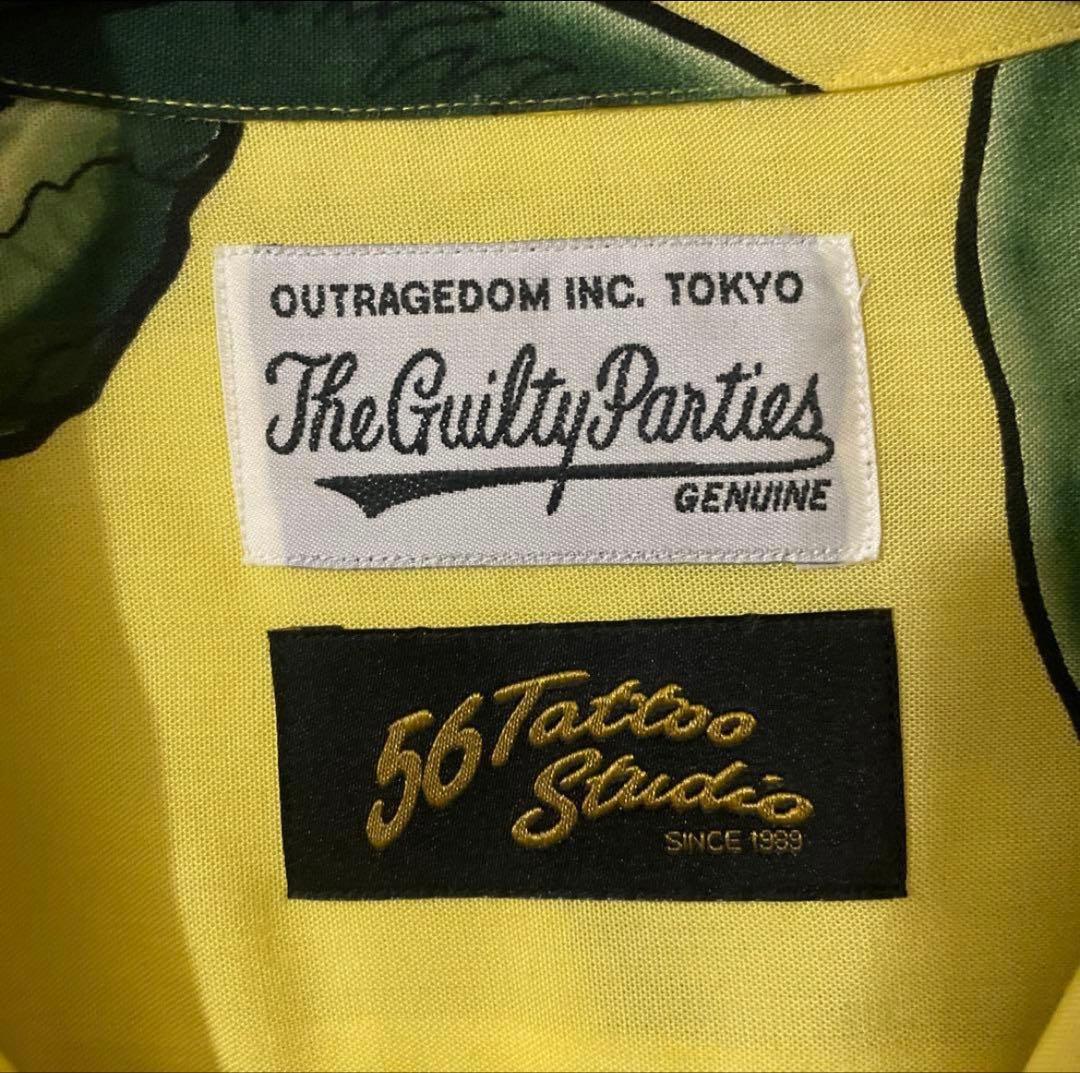 OUTRAGEDOM INC. TOKYO
The Guilty Parties
GENUINE
56 Tattoo
Studio
SINCE 1989